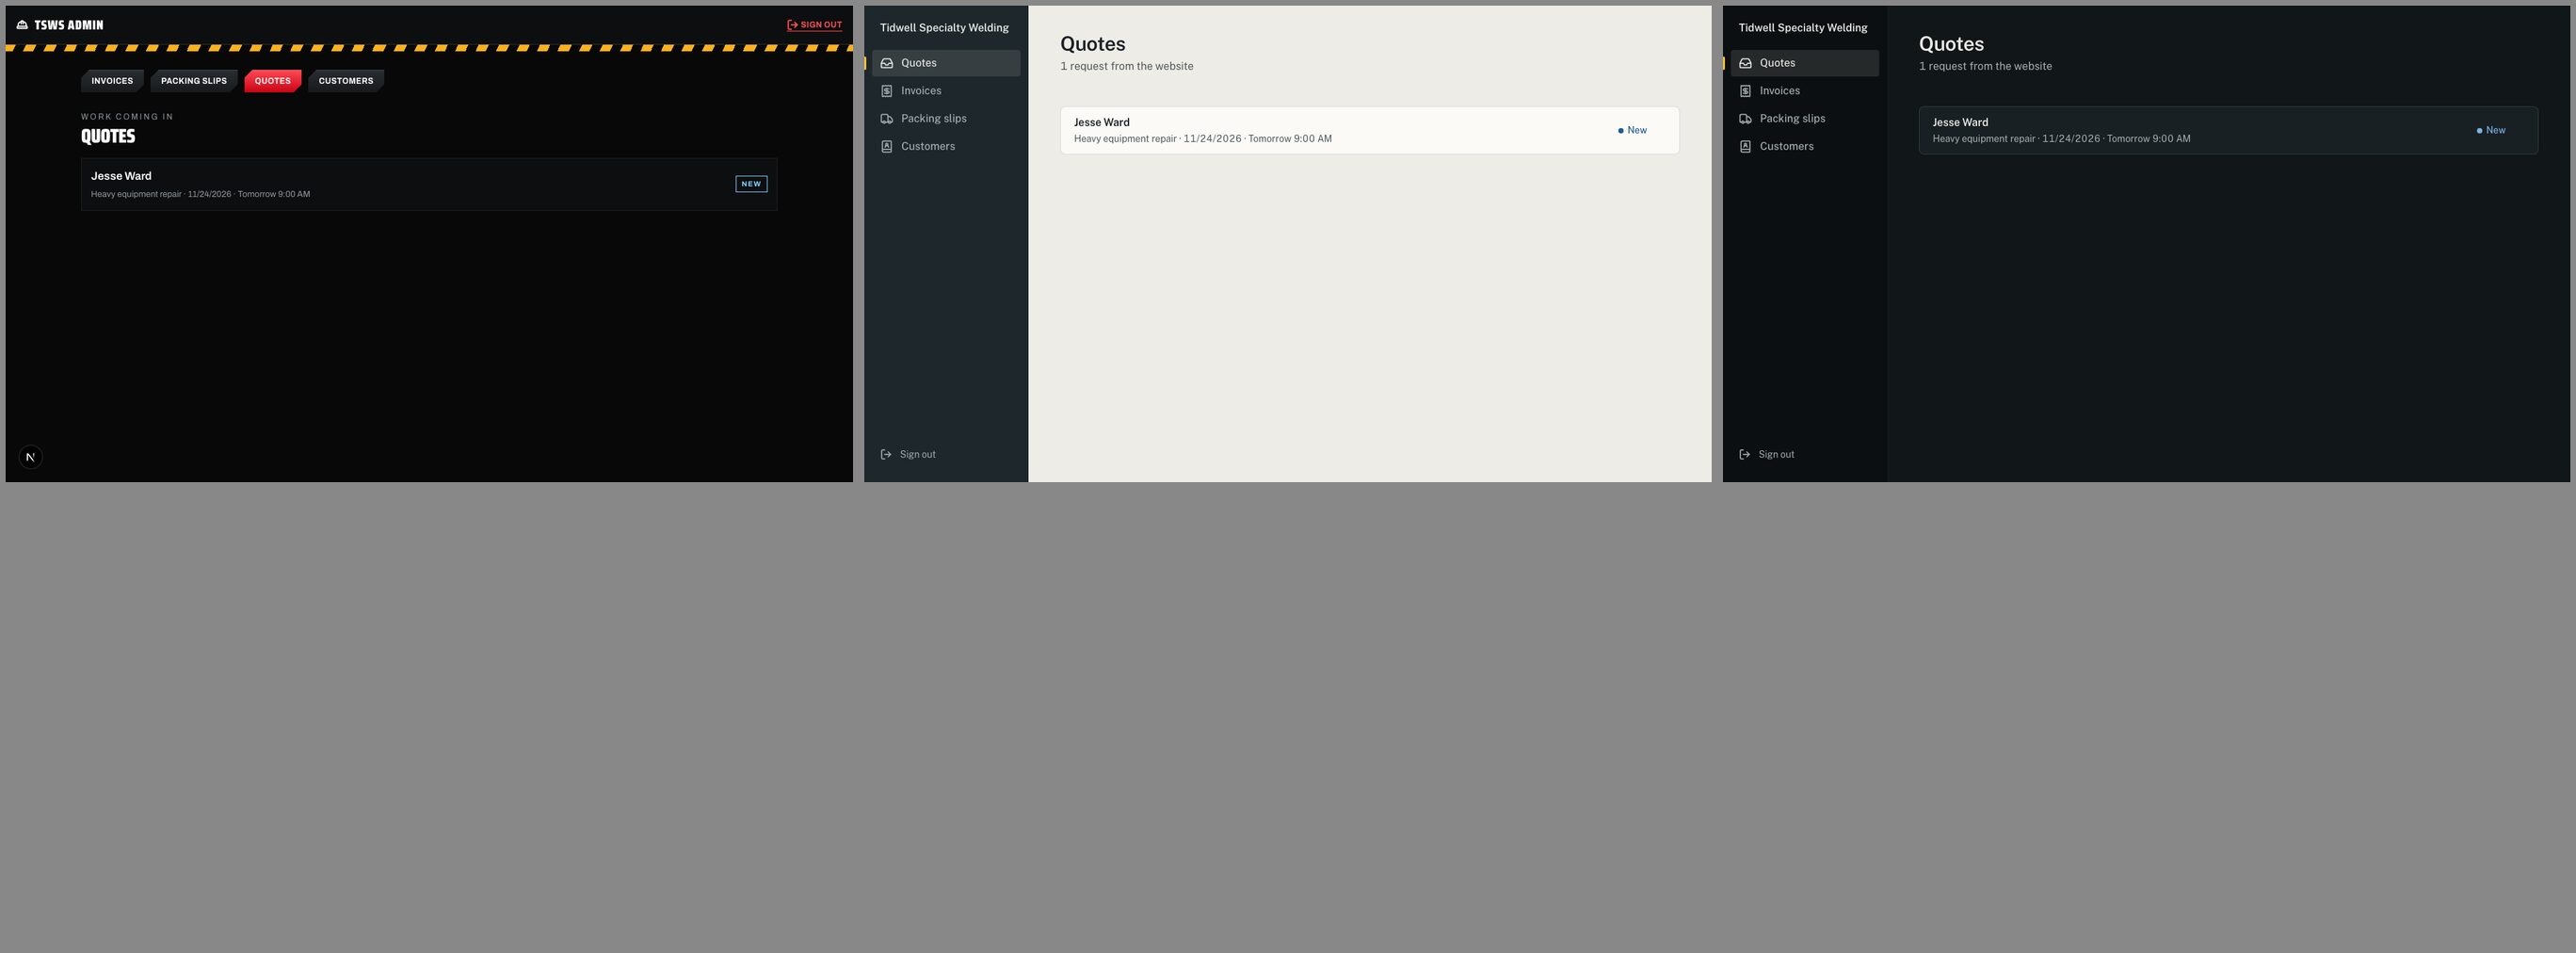 TSWS ADMIN
SIGN OUT
INVOICES
PACKING SLIPS
QUOTES
CUSTOMERS
WORK COMING IN
QUOTES
Jesse Ward
Heavy equipment repair · 11/24/2026 · Tomorrow 9:00 AM
NEW
N
Tidwell Specialty Welding
Quotes
Invoices
Packing slips
Customers
Sign out
Quotes
1 request from the website
Jesse Ward
Heavy equipment repair · 11/24/2026 · Tomorrow 9:00 AM
New
Tidwell Specialty Welding
Quotes
Invoices
Packing slips
Customers
Sign out
Quotes
1 request from the website
Jesse Ward
Heavy equipment repair · 11/24/2026 · Tomorrow 9:00 AM
New